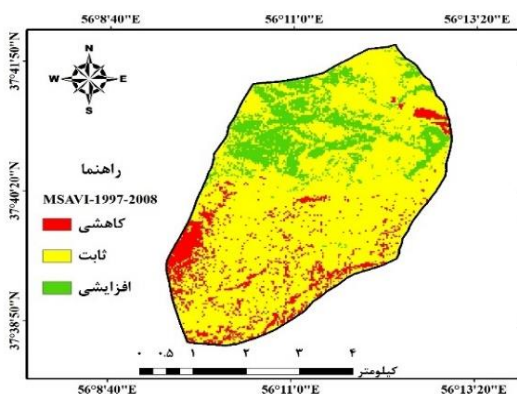 56°8'40"E 56°11'0"E 56°13'20"E
37°41'50"N
37°40'20"N
37°38'50"N
N
W E
S
راهنما
MSAVI-1997-2008
کاهشی
ثابت
افزایشی
۰ ۰.۵ ۱ ۲ ۳ ۴
کیلومتر
56°8'40"E 56°11'0"E 56°13'20"E